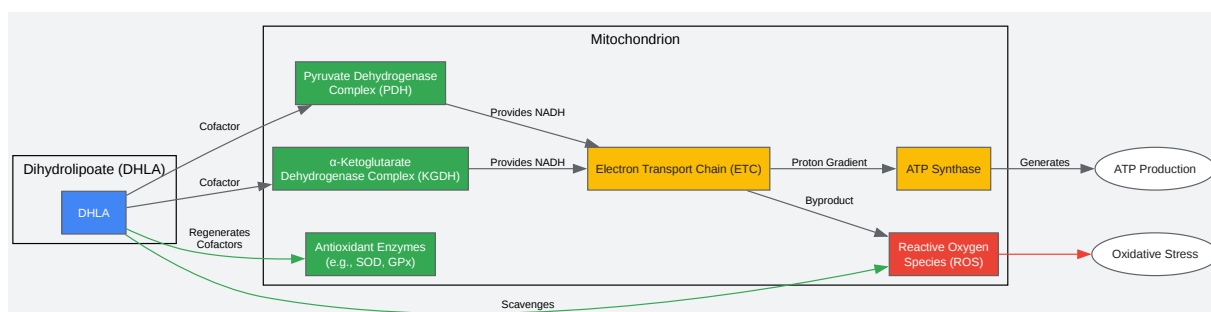 Mitochondrion
Pyruvate Dehydrogenase
Complex (PDH)
Provides NADH
Cofactor
Dihydrolipoate (DHLA)
α-Ketoglutarate
Dehydrogenase Complex (KGDH)
Provides NADH
Electron Transport Chain (ETC)
Proton Gradient
ATP Synthase
Generates
ATP Production
Cofactor
DHLA
Byproduct
Regenerates
Cofactors
Antioxidant Enzymes
(e.g., SOD, GPx)
Reactive Oxygen
Species (ROS)
Oxidative Stress
Scavenges